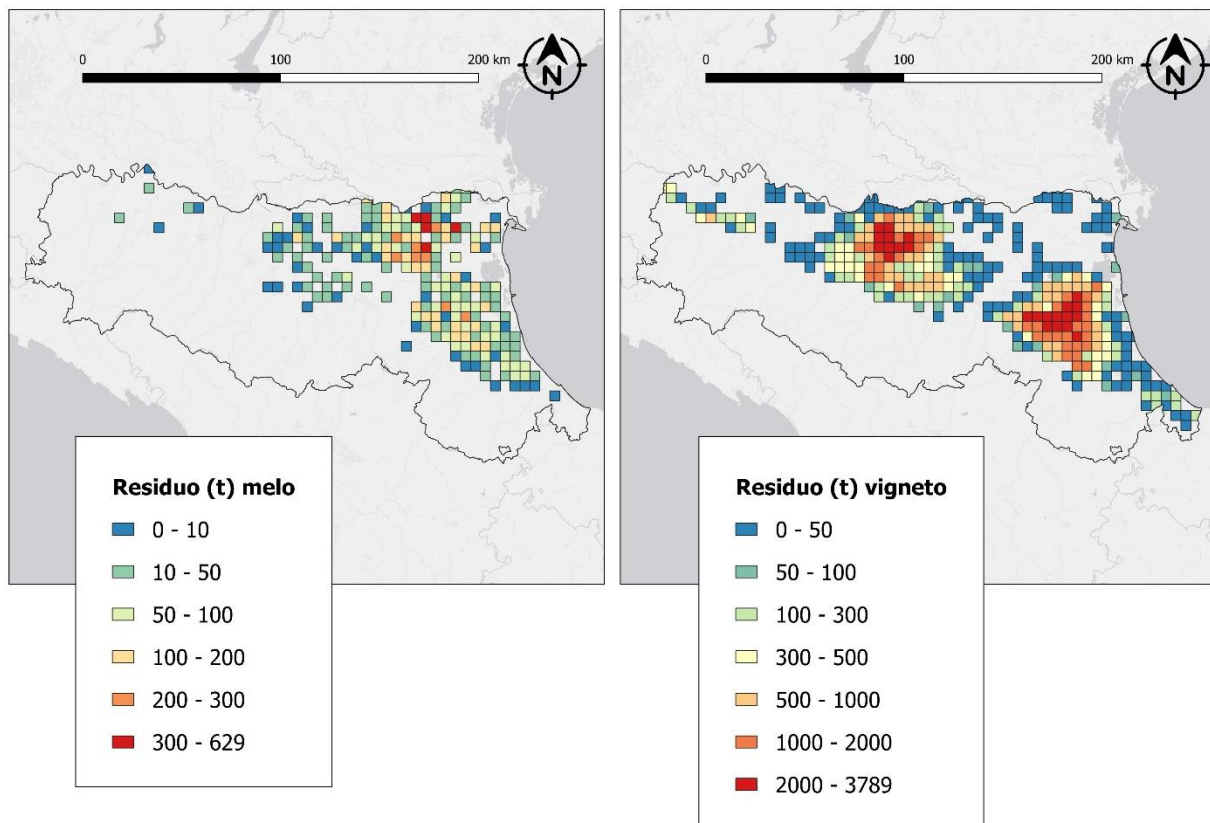 0 100 200 km
N
Residuo (t) melo
0 - 10
10 - 50
50 - 100
100 - 200
200 - 300
300 - 629
0 100 200 km
N
Residuo (t) vigneto
0 - 50
50 - 100
100 - 300
300 - 500
500 - 1000
1000 - 2000
2000 - 3789